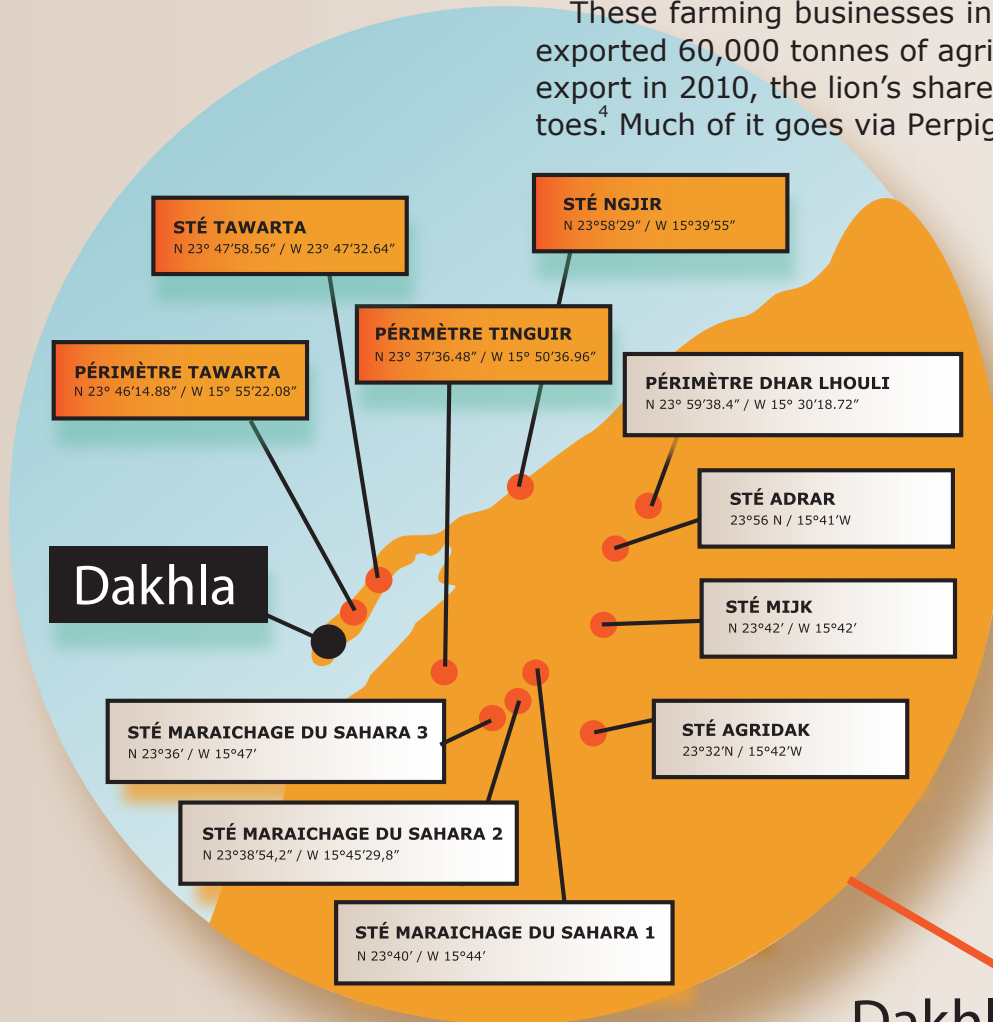 These farming businesses in
exported 60,000 tonnes of agri
export in 2010, the lion’s share
toes.⁴ Much of it goes via Perpig
STÉ TAWARTA
N 23° 47’58.56” / W 23° 47’32.64”
STÉ NGJIR
N 23°58’29” / W 15°39’55”
PÉRIMÈTRE TINGUIR
N 23° 37’36.48” / W 15° 50’36.96”
PÉRIMÈTRE TAWARTA
N 23° 46’14.88” / W 15° 55’22.08”
PÉRIMÈTRE DHAR LHOULI
N 23° 59’38.4” / W 15° 30’18.72”
STÉ ADRAR
23°56 N / 15°41’W
Dakhla
STÉ MIJK
N 23°42’ / W 15°42’
STÉ MARAICHAGE DU SAHARA 3
N 23°36’ / W 15°47’
STÉ AGRIDAK
23°32’N / 15°42’W
STÉ MARAICHAGE DU SAHARA 2
N 23°38’54,2” / W 15°45’29,8”
STÉ MARAICHAGE DU SAHARA 1
N 23°40’ / W 15°44’
Dakhl